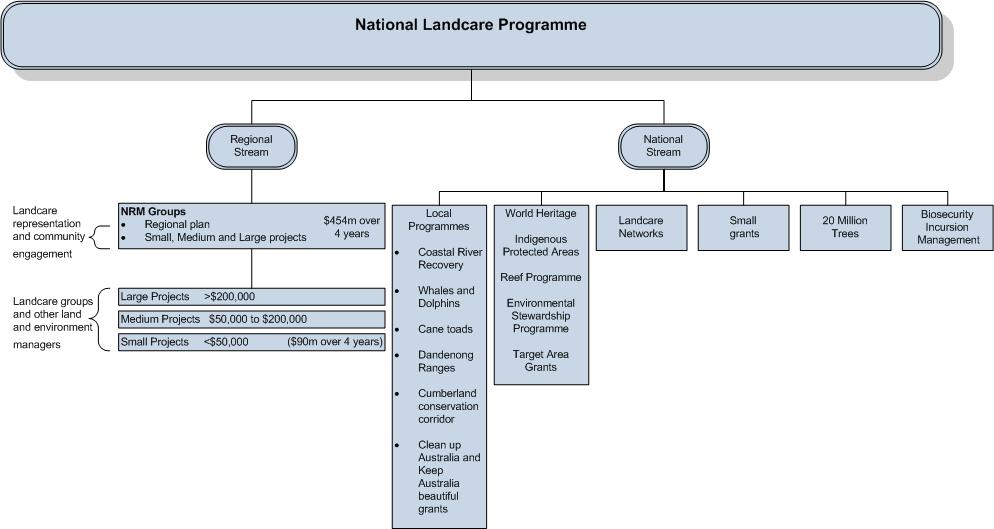 National Landcare Programme
Regional
Stream
National
Stream
Landcare
representation
and community
engagement
NRM Groups
• Regional plan
• Small, Medium and Large projects
$454m over
4 years
Landcare groups
and other land
and environment
managers
Large Projects >$200,000
Medium Projects $50,000 to $200,000
Small Projects <$50,000 ($90m over 4 years)
Local
Programmes
• Coastal River
Recovery
• Whales and
Dolphins
• Cane toads
• Dandenong
Ranges
• Cumberland
conservation
corridor
• Clean up
Australia and
Keep
Australia
beautiful
grants
World Heritage
Indigenous
Protected Areas
Reef Programme
Environmental
Stewardship
Programme
Target Area
Grants
Landcare
Networks
Small
grants
20 Million
Trees
Biosecurity
Incursion
Management